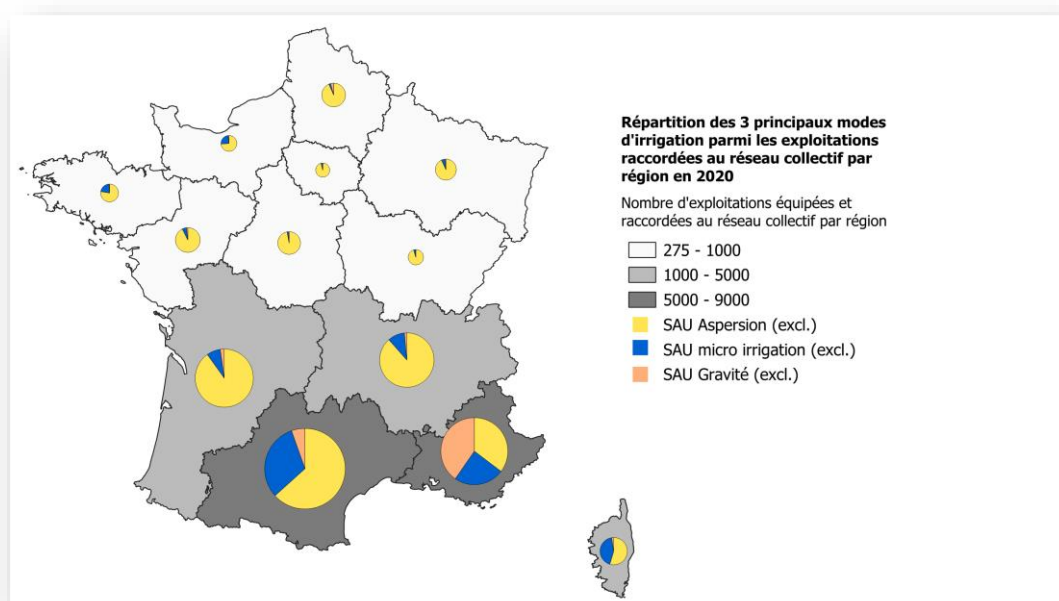 Répartition des 3 principaux modes
d'irrigation parmi les exploitations
raccordées au réseau collectif par
région en 2020
Nombre d'exploitations équipées et
raccordées au réseau collectif par région
275 - 1000
1000 - 5000
5000 - 9000
SAU Aspersion (excl.)
SAU micro irrigation (excl.)
SAU Gravité (excl.)